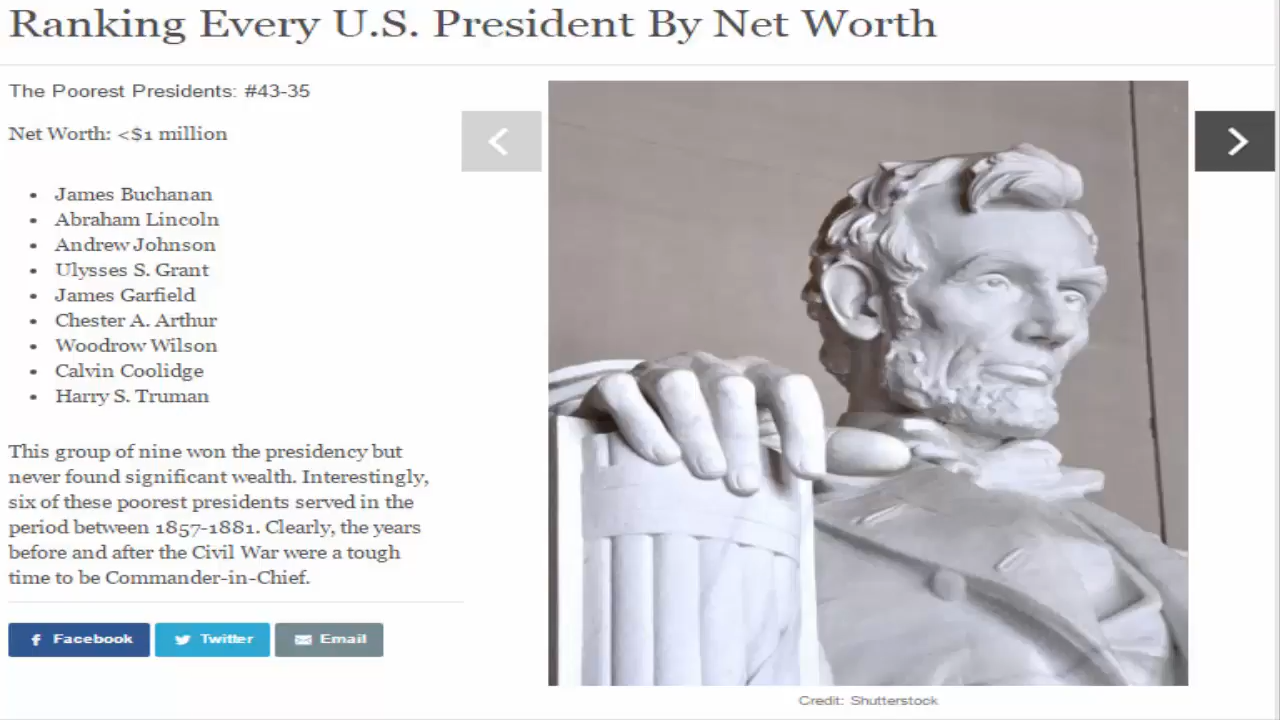 Ranking Every U.S. President By Net Worth
The Poorest Presidents: #43-35
Net Worth: <$1 million
• James Buchanan
• Abraham Lincoln
• Andrew Johnson
• Ulysses S. Grant
• James Garfield
• Chester A. Arthur
• Woodrow Wilson
• Calvin Coolidge
• Harry S. Truman
This group of nine won the presidency but
never found significant wealth. Interestingly,
six of these poorest presidents served in the
period between 1857-1881. Clearly, the years
before and after the Civil War were a tough
time to be Commander-in-Chief.
Facebook
Twitter
Email
Credit: Shutterstock